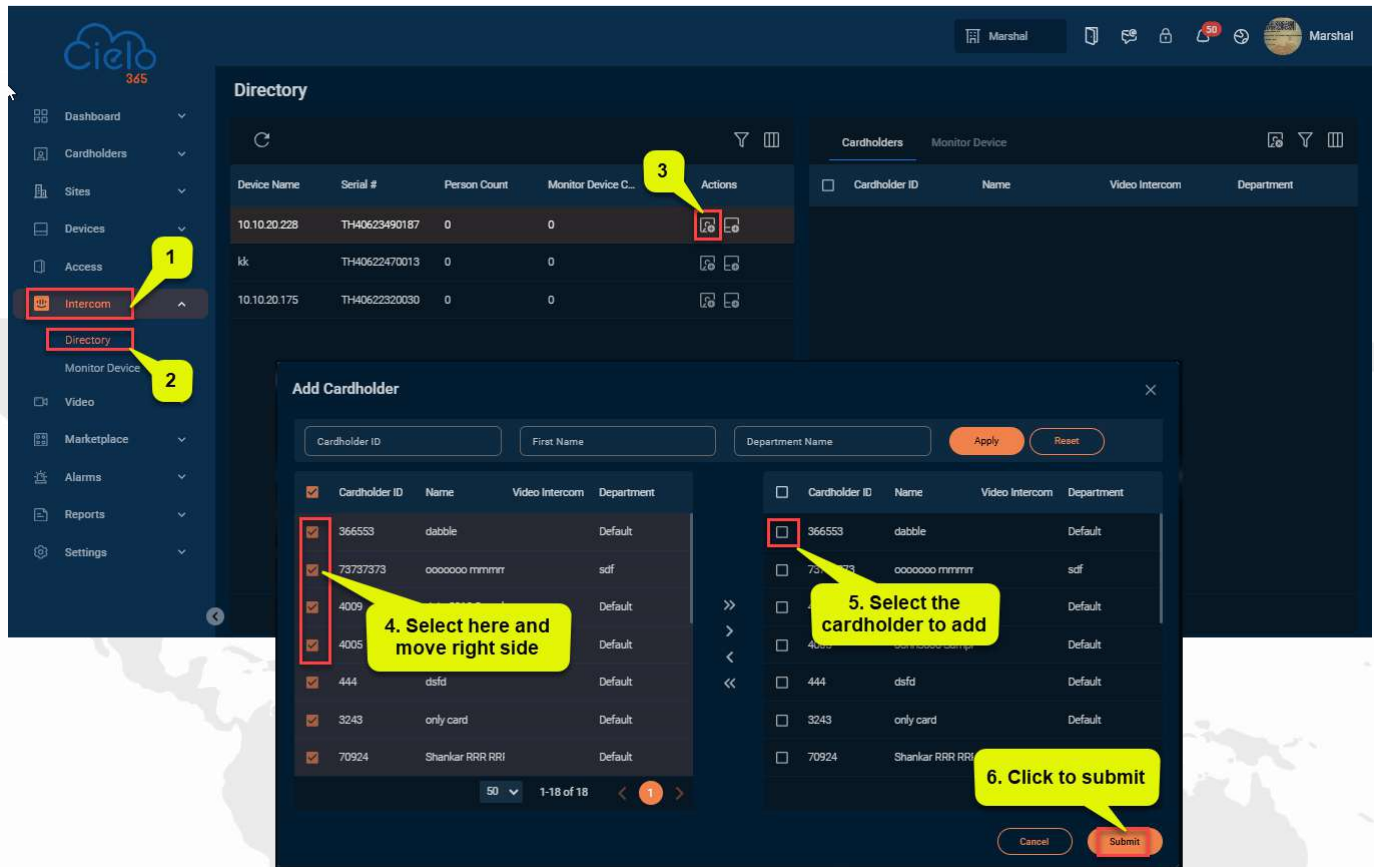 Cielo
365
Marshal
50
Marshal
Dashboard
Cardholders
Sites
Devices
Access
Intercom
Directory
Monitor Device
Video
Marketplace
Alarms
Reports
Settings
1
2
Directory
Device Name Serial # Person Count Monitor Device C... Actions
10.10.20.228 TH40623490187 0 0
kk TH40622470013 0 0
10.10.20.175 TH40622320030 0 0
3
Cardholders Monitor Device
Cardholder ID Name Video Intercom Department
Add Cardholder
Cardholder ID First Name Department Name Apply Reset
Cardholder ID Name Video Intercom Department
366553 dabble Default
73737373 sdf
4009 Default
4005 Default
444 dsfd Default
3243 only card Default
70924 Shankar RRR RRI Default
50 1-18 of 18 1
4. Select here and
move right side
Cardholder ID Name Video Intercom Department
366553 dabble Default
sdf
Default
Default
444 dsfd Default
3243 only card Default
70924 Shankar RRR
5. Select the
cardholder to add
6. Click to submit
Cancel Submit